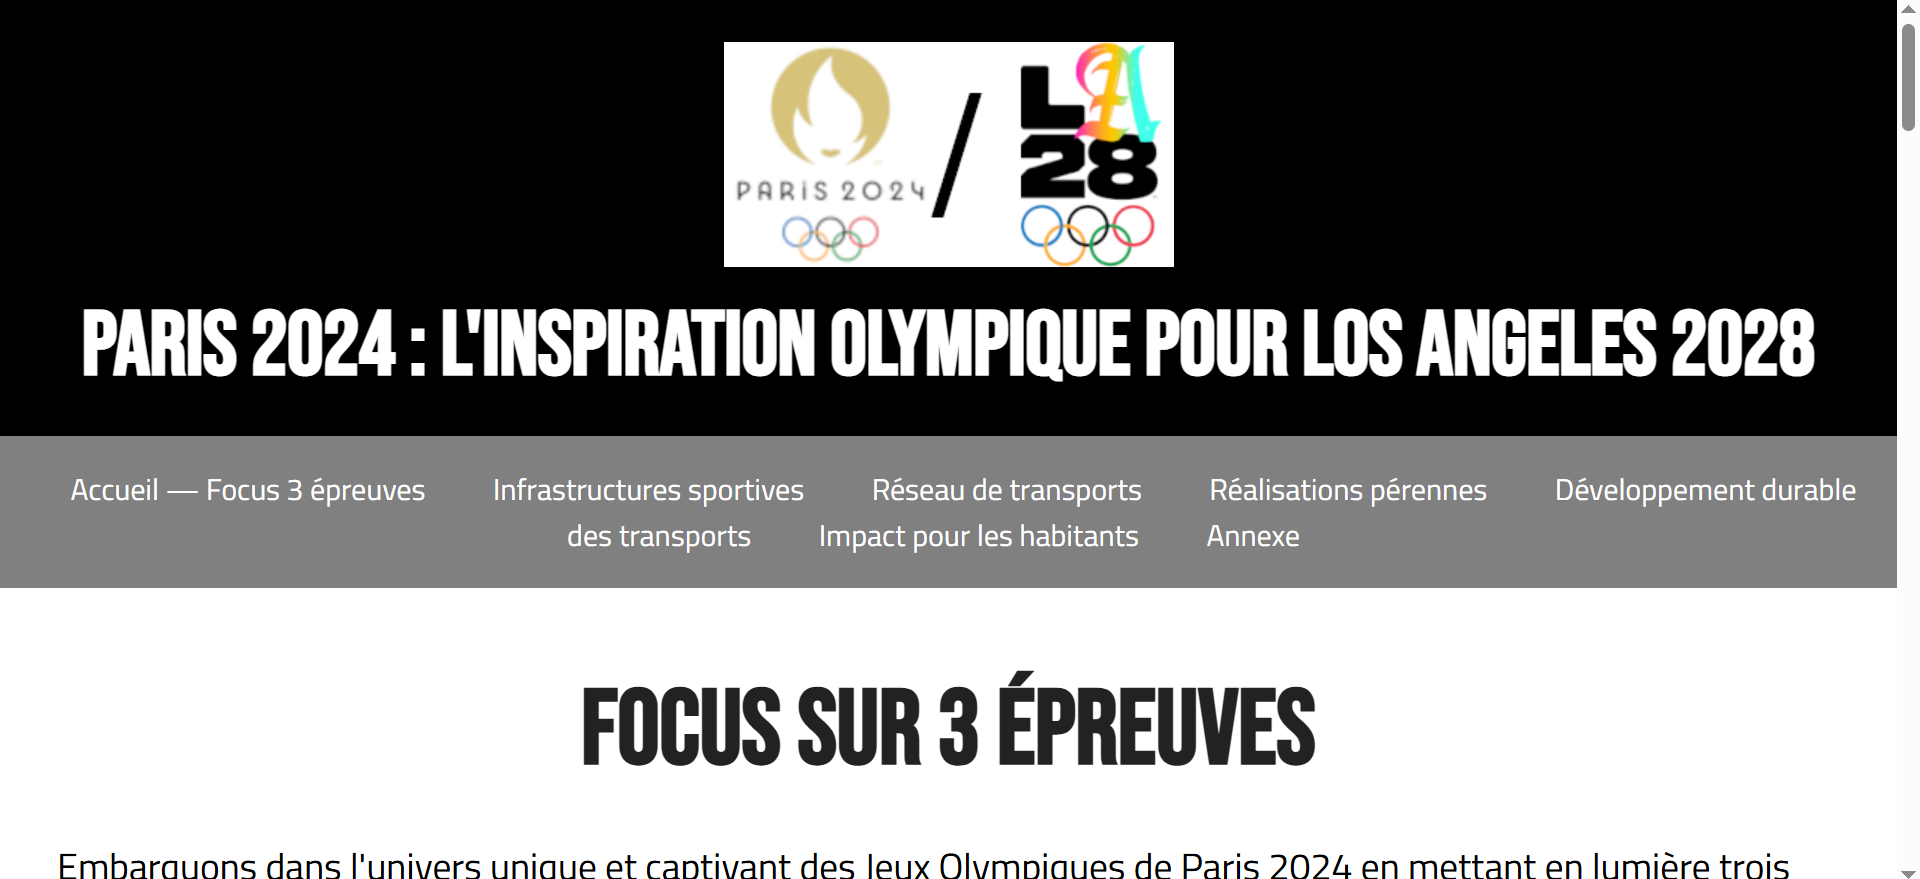 PARIS 2024 / LA
28
PARIS 2024 : L'INSPIRATION OLYMPIQUE POUR LOS ANGELES 2028
Accueil — Focus 3 épreuves Infrastructures sportives Réseau de transports Réalisations pérennes Développement durable
des transports Impact pour les habitants Annexe
FOCUS SUR 3 ÉPREUVES
Embarquons dans l'univers unique et captivant des Jeux Olympiques de Paris 2024 en mettant en lumière trois